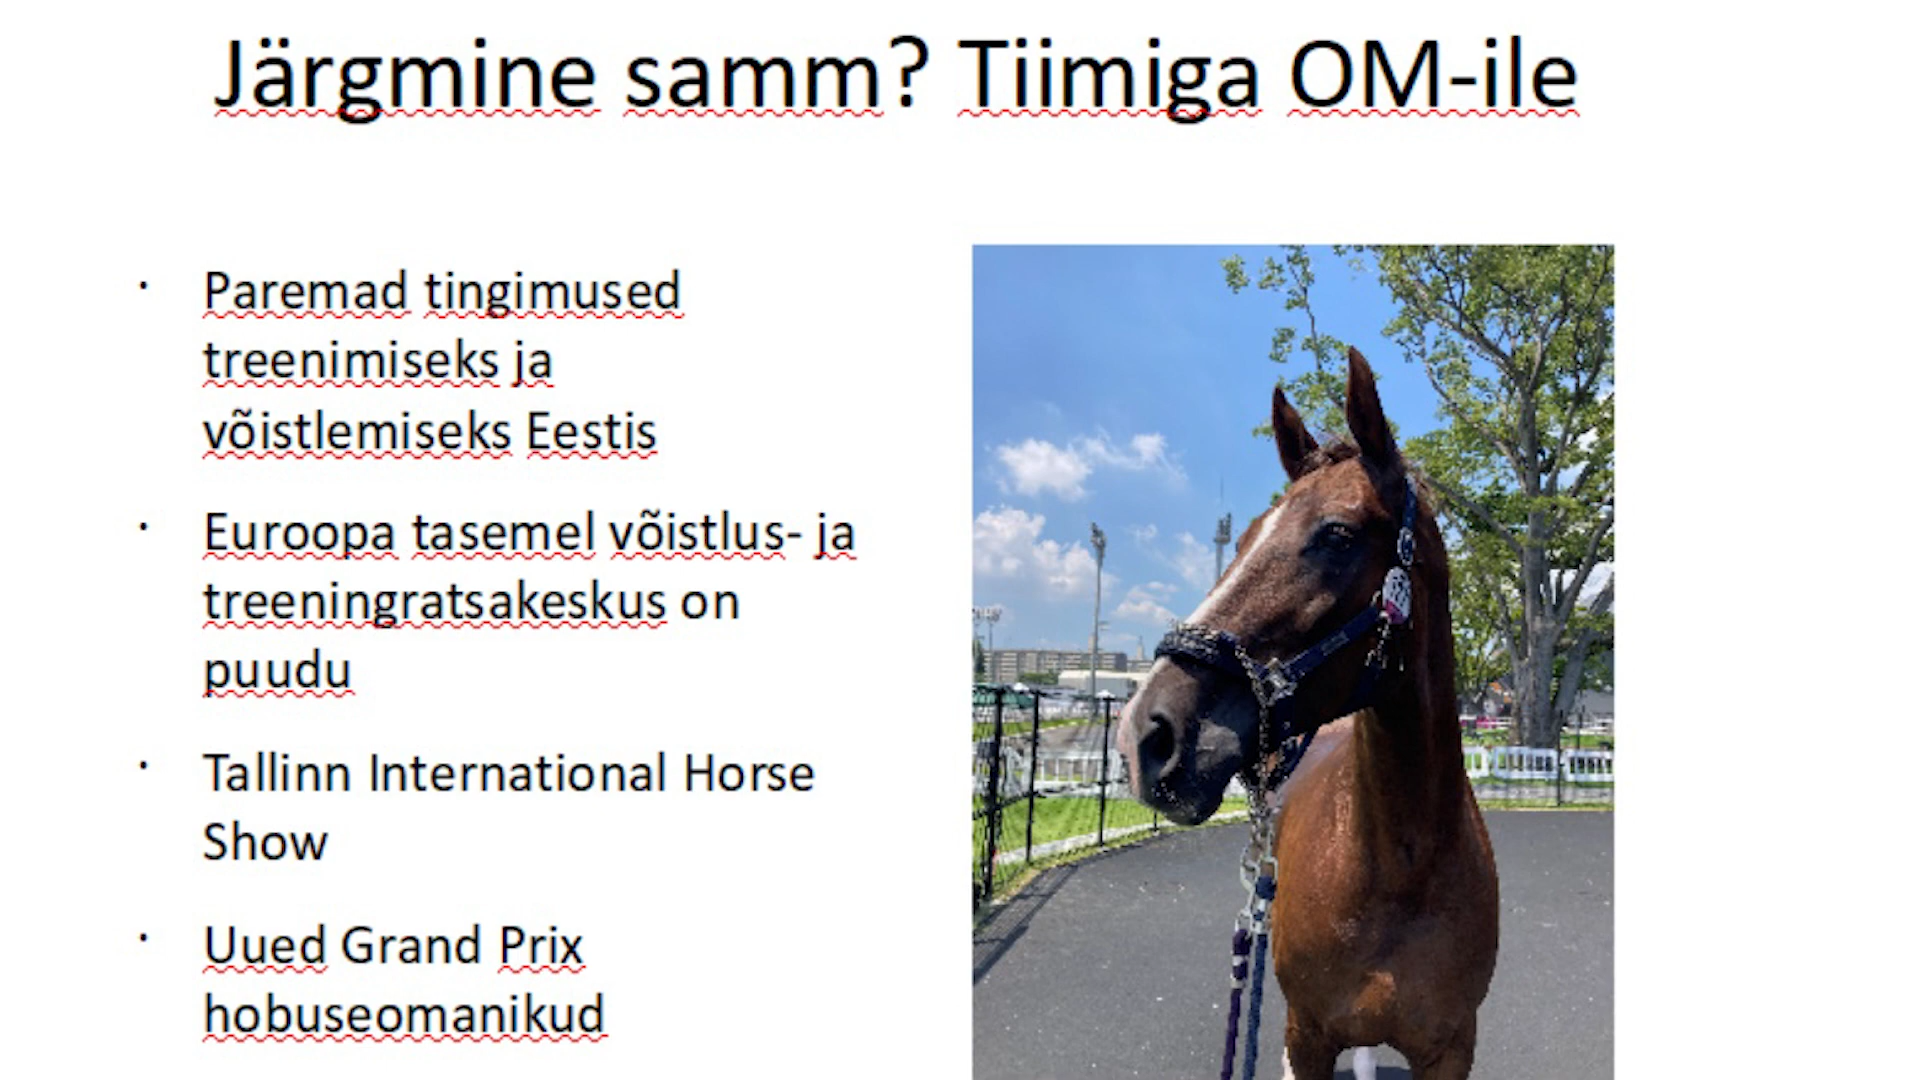 Järgmine samm? Tiimiga OM-ile
· Paremad tingimused
treenimiseks ja
võistlemiseks Eestis
· Euroopa tasemel võistlus- ja
treeningratsakeskus on
puudu
· Tallinn International Horse
Show
· Uued Grand Prix
hobuseomanikud